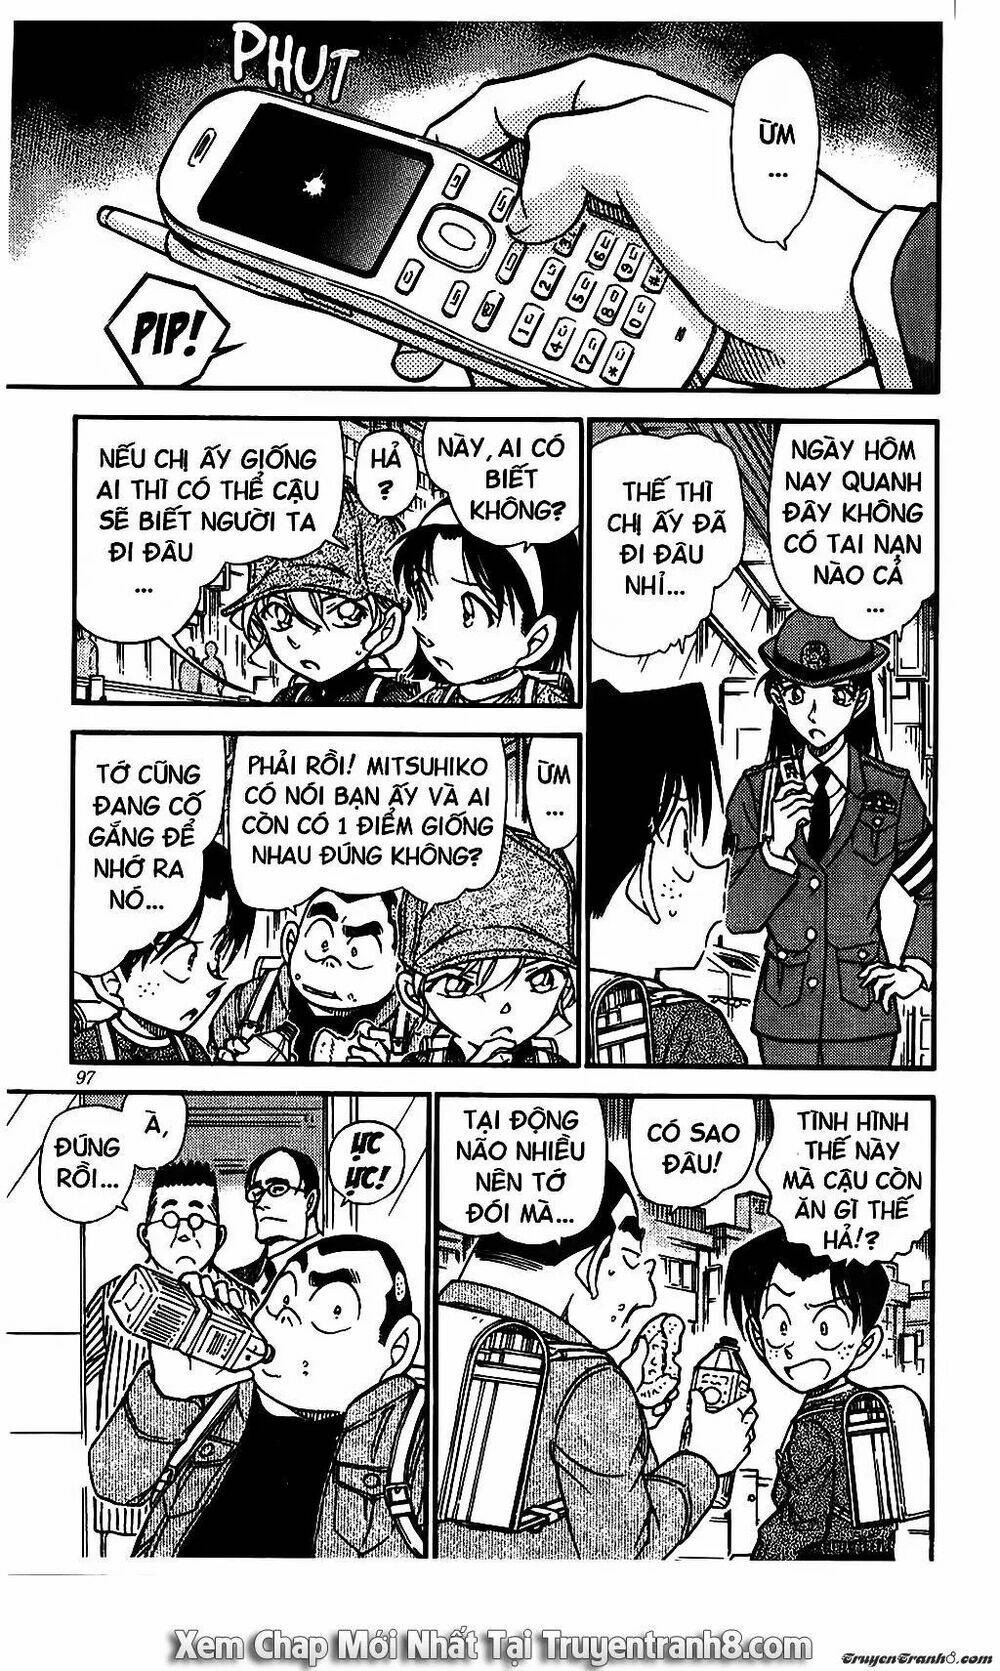 PHỤT
ỪM
...
PIP!
NGÀY HÔM
NAY QUANH
ĐÂY KHÔNG
CÓ TAI NẠN
NÀO CẢ
...
THẾ THÌ
CHỊ ẤY ĐÃ
ĐI ĐÂU
NHỈ...
NÀY, AI CÓ
BIẾT
KHÔNG?
HẢ
?
NẾU CHỊ ẤY GIỐNG
AI THÌ CÓ THỂ CẬU
SẼ BIẾT NGƯỜI TA
ĐI ĐÂU
...
ỪM
...
PHẢI RỒI! MITSUHIKO
CÓ NÓI BẠN ẤY VÀ AI
CÒN CÓ 1 ĐIỂM GIỐNG
NHAU ĐÚNG KHÔNG?
TỚ CŨNG
ĐANG CỐ
GẮNG ĐỂ
NHỚ RA
NÓ...
97
TÌNH HÌNH
THẾ NÀY
MÀ CẬU CÒN
ĂN GÌ THẾ
HẢ!?
CÓ SAO
ĐÂU!
TẠI ĐỘNG
NÃO NHIỀU
NÊN TỚ
ĐÓI MÀ...
ỰC
ỰC!
À,
ĐÚNG
RỒI...
Xem Chap Mới Nhất Tại Truyentranh8.com
TruyenTranh8.com